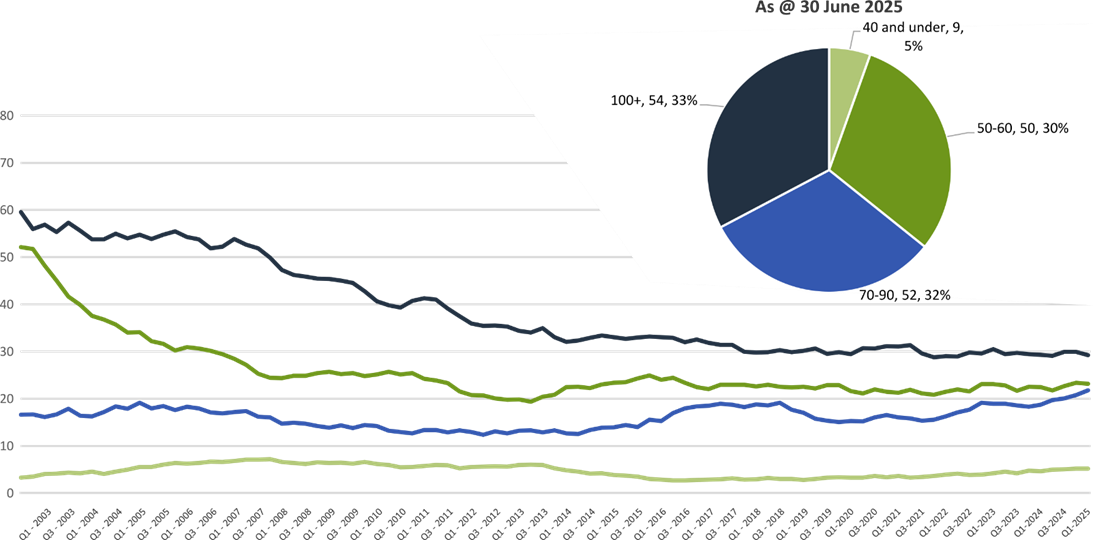 As @ 30 June 2025
40 and under, 9,
5%
100+, 54, 33%
50-60, 50, 30%
70-90, 52, 32%
80
70
60
50
40
30
20
10
0
Q1 - 2003
Q3 - 2003
Q1 - 2004
Q3 - 2004
Q1 - 2005
Q3 - 2005
Q1 - 2006
Q3 - 2006
Q1 - 2007
Q3 - 2007
Q1 - 2008
Q3 - 2008
Q1 - 2009
Q3 - 2009
Q1 - 2010
Q3 - 2010
Q1 - 2011
Q3 - 2011
Q1 - 2012
Q3 - 2012
Q1 - 2013
Q3 - 2013
Q1 - 2014
Q3 - 2014
Q1 - 2015
Q3 - 2015
Q1 - 2016
Q3 - 2016
Q1 - 2017
Q3 - 2017
Q1 - 2018
Q3 - 2018
Q1 - 2019
Q3 - 2019
Q1-2020
Q3 - 2020
Q1-2021
Q3-2021
Q1-2022
Q3-2022
Q1-2023
Q3-2023
Q1-2024
Q3-2024
Q1-2025